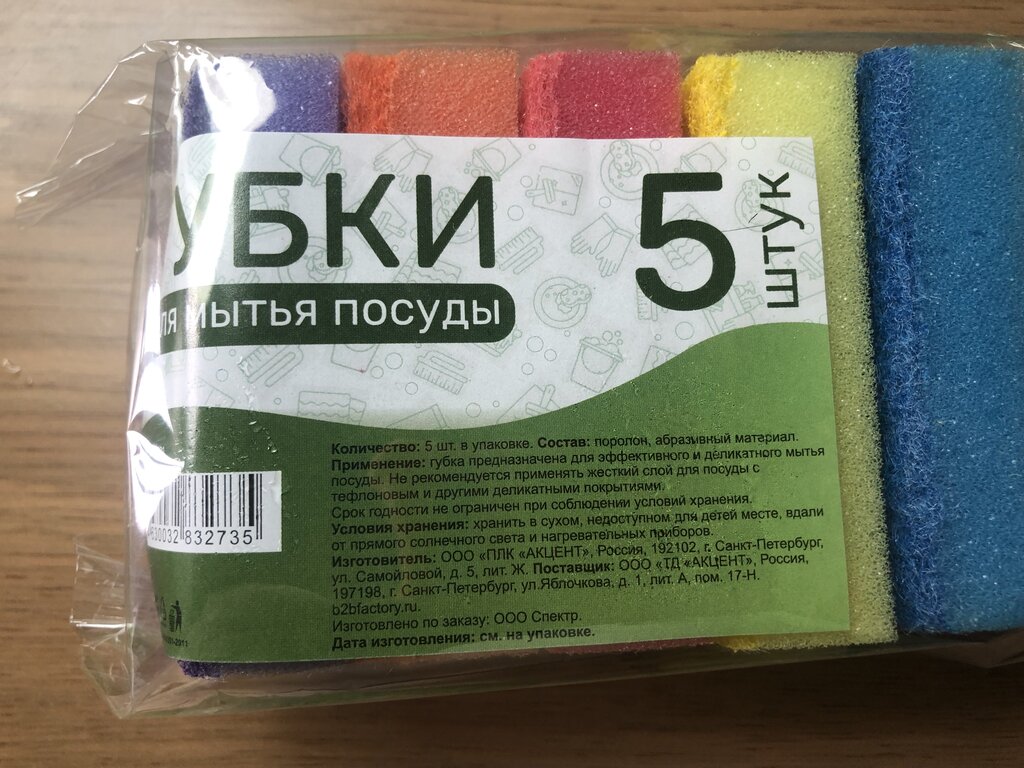 УБКИ
5 штук
ля мытья посуды
Количество: 5 шт. в упаковке. Состав: поролон, абразивный материал.
Применение: губка предназначена для эффективного и деликатного мытья
посуды. Не рекомендуется применять жесткий слой для посуды с
тефлоновым и другими деликатными покрытиями.
Срок годности не ограничен при соблюдении условий хранения.
Условия хранения: хранить в сухом, недоступном для детей месте, вдали
от прямого солнечного света и нагревательных приборов.
Изготовитель: ООО «ПЛК «АКЦЕНТ», Россия, 192102, г. Санкт-Петербург,
ул. Самойловой, д. 5, лит. Ж. Поставщик: ООО «ТД «АКЦЕНТ», Россия,
197198, г. Санкт-Петербург, ул.Яблочкова, д. 1, лит. А, пом. 17-Н.
b2bfactory.ru.
Изготовлено по заказу: ООО Спектр.
Дата изготовления: см. на упаковке.
832735